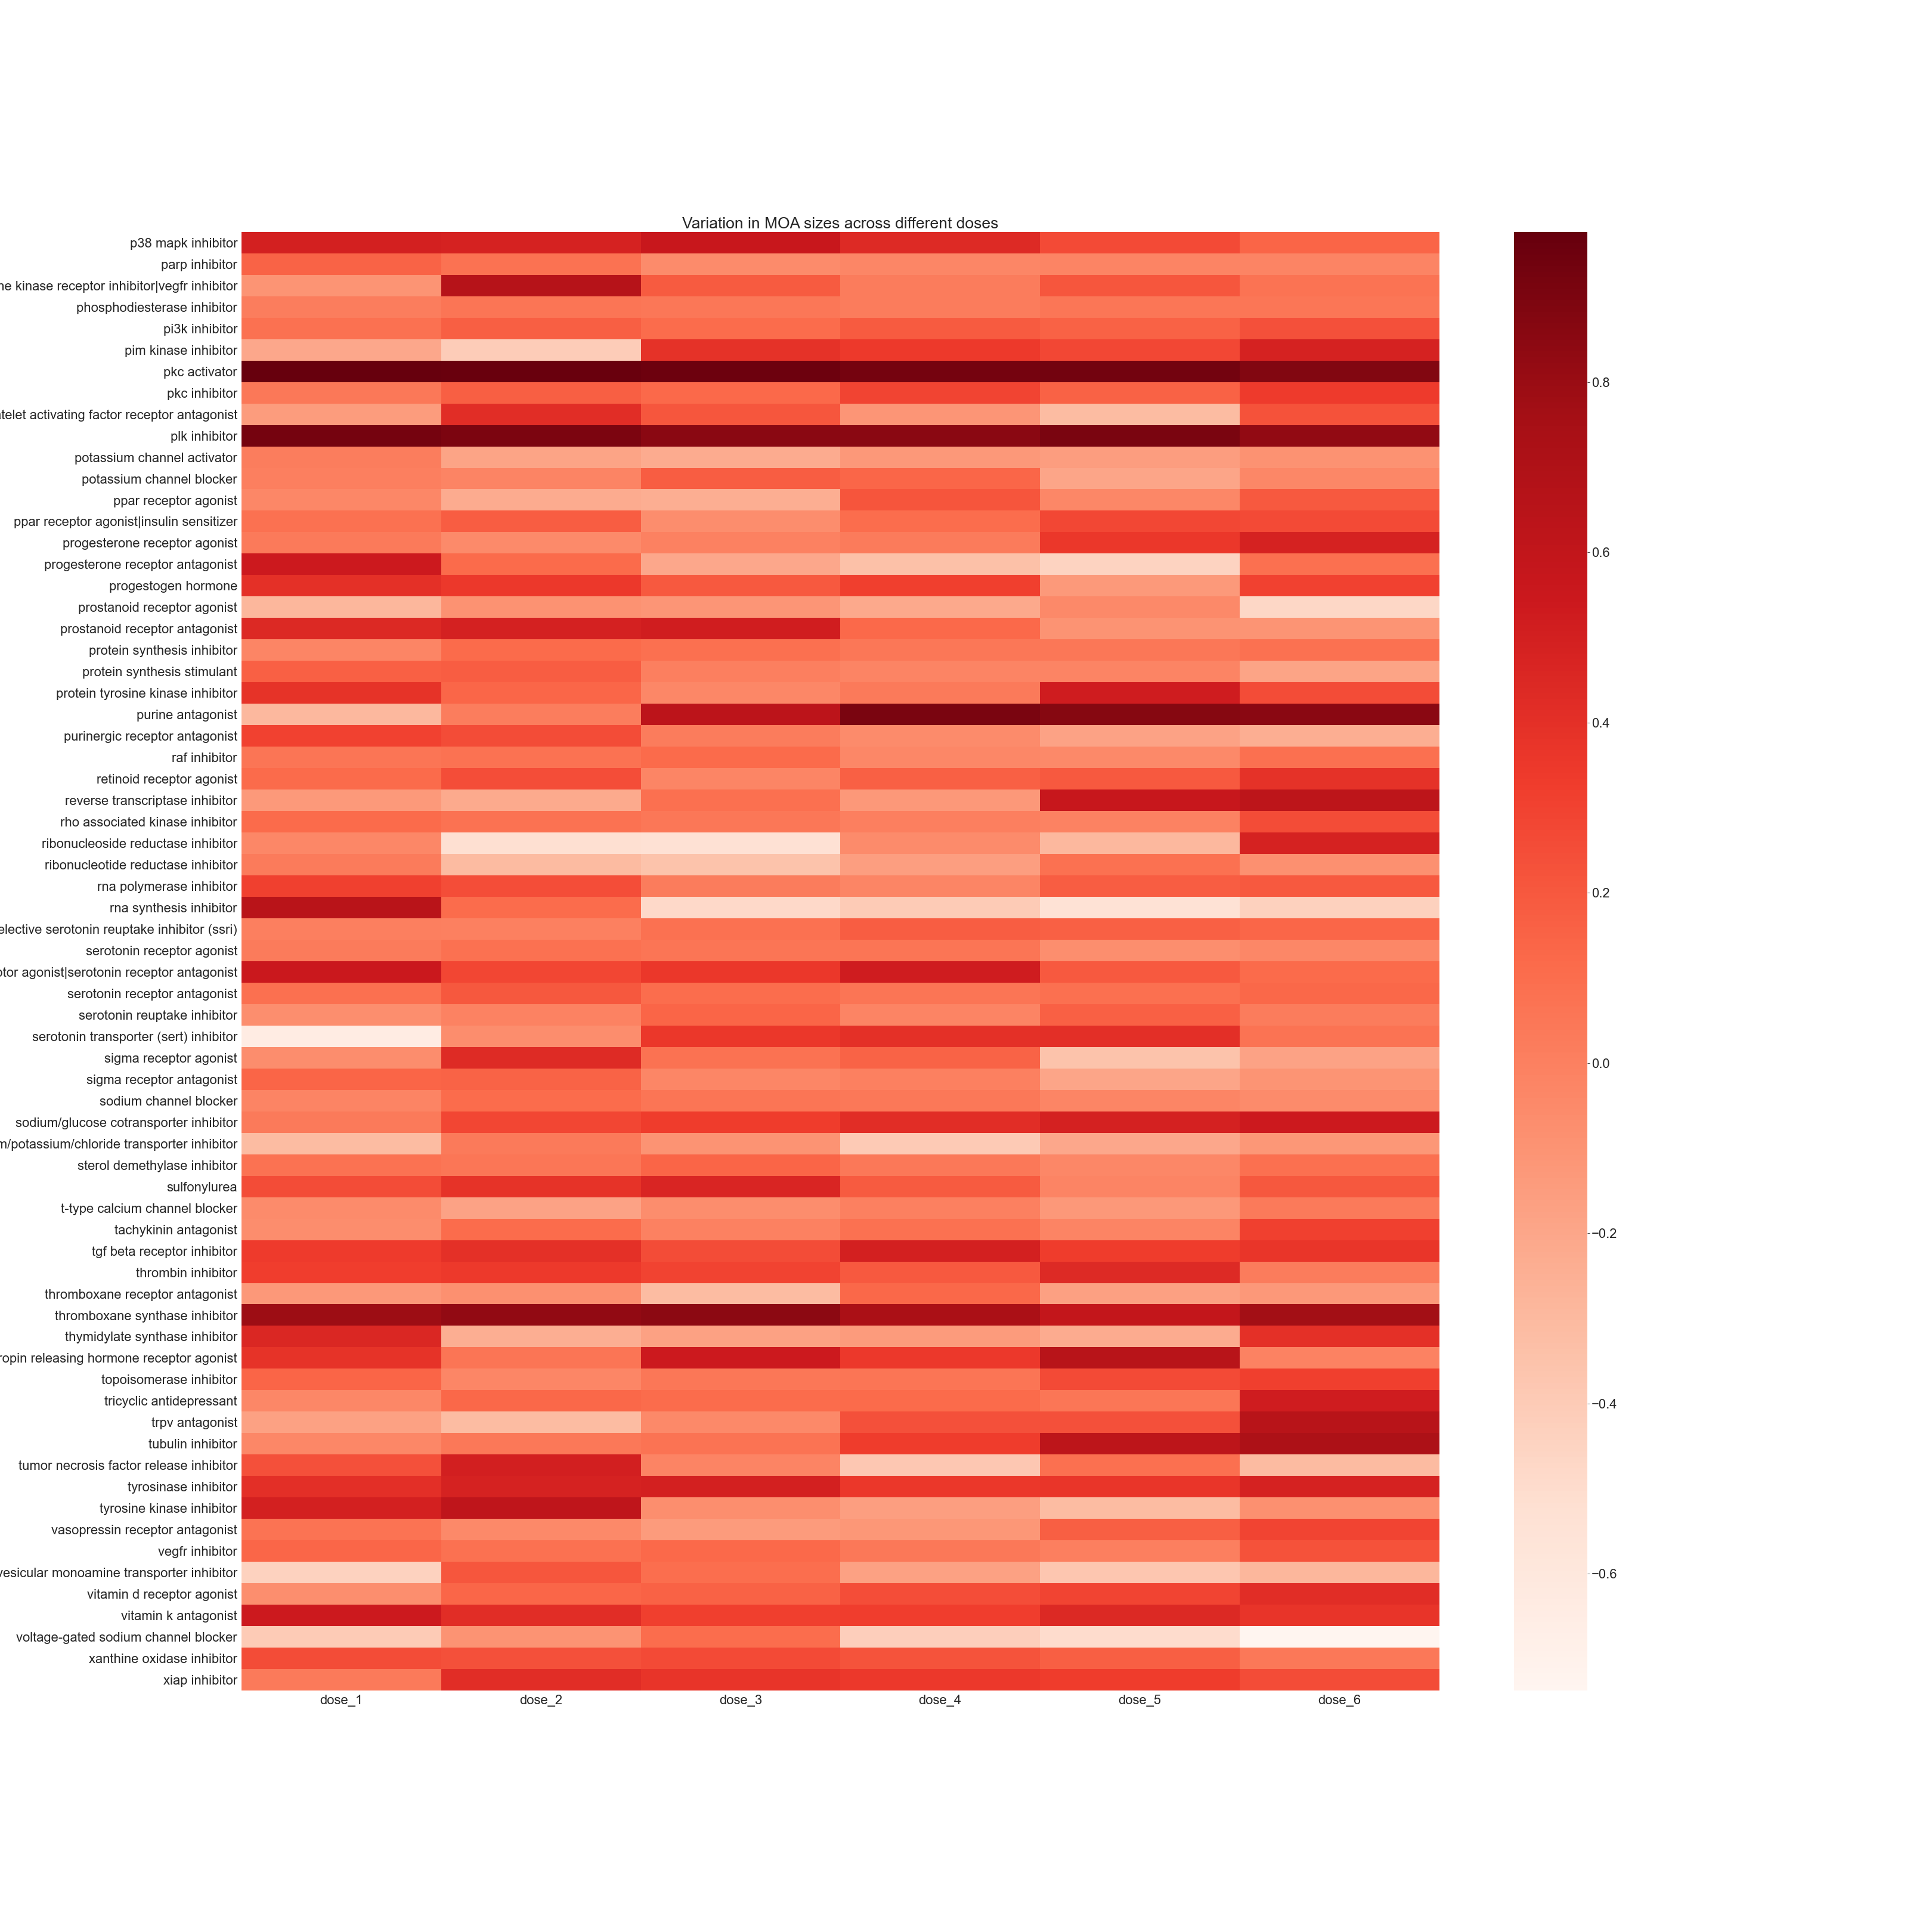 Variation in MOA sizes across different doses
p38 mapk inhibitor
parp inhibitor
kinase receptor inhibitor|vegfr inhibitor
phosphodiesterase inhibitor
pi3k inhibitor
pim kinase inhibitor
pkc activator
pkc inhibitor
activating factor receptor antagonist
plk inhibitor
potassium channel activator
potassium channel blocker
ppar receptor agonist
ppar receptor agonist|insulin sensitizer
progesterone receptor agonist
progesterone receptor antagonist
progestogen hormone
prostanoid receptor agonist
prostanoid receptor antagonist
protein synthesis inhibitor
protein synthesis stimulant
protein tyrosine kinase inhibitor
purine antagonist
purinergic receptor antagonist
raf inhibitor
retinoid receptor agonist
reverse transcriptase inhibitor
rho associated kinase inhibitor
ribonucleoside reductase inhibitor
ribonucleotide reductase inhibitor
rna polymerase inhibitor
rna synthesis inhibitor
elective serotonin reuptake inhibitor (ssri)
serotonin receptor agonist
agonist|serotonin receptor antagonist
serotonin receptor antagonist
serotonin reuptake inhibitor
serotonin transporter (sert) inhibitor
sigma receptor agonist
sigma receptor antagonist
sodium channel blocker
sodium/glucose cotransporter inhibitor
/potassium/chloride transporter inhibitor
sterol demethylase inhibitor
sulfonylurea
t-type calcium channel blocker
tachykinin antagonist
tgf beta receptor inhibitor
thrombin inhibitor
thromboxane receptor antagonist
thromboxane synthase inhibitor
thymidylate synthase inhibitor
releasing hormone receptor agonist
topoisomerase inhibitor
tricyclic antidepressant
trpv antagonist
tubulin inhibitor
tumor necrosis factor release inhibitor
tyrosinase inhibitor
tyrosine kinase inhibitor
vasopressin receptor antagonist
vegfr inhibitor
vesicular monoamine transporter inhibitor
vitamin d receptor agonist
vitamin k antagonist
voltage-gated sodium channel blocker
xanthine oxidase inhibitor
xiap inhibitor
dose_1 dose_2 dose_3 dose_4 dose_5 dose_6
0.8
0.6
0.4
0.2
0.0
−0.2
−0.4
−0.6